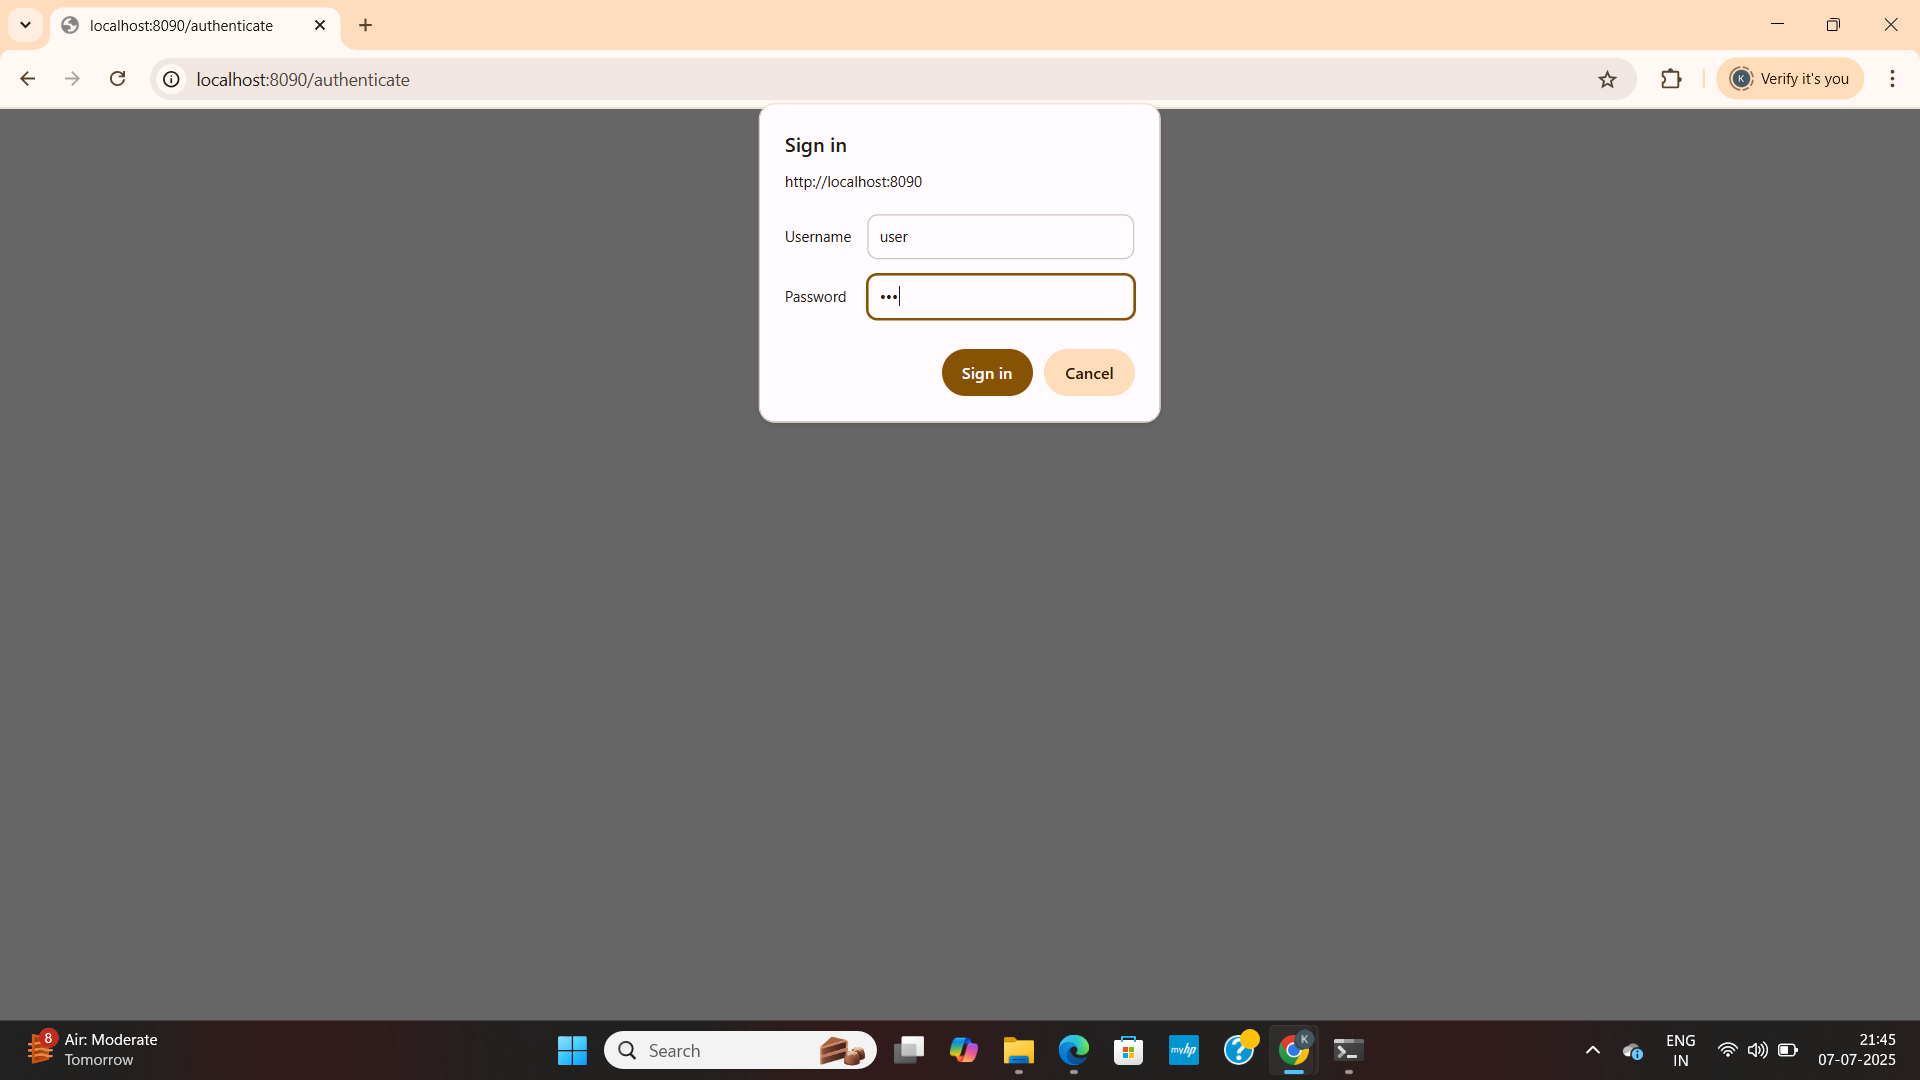 localhost:8090/authenticate
localhost:8090/authenticate
K
Verify it's you
Sign in
http://localhost:8090
Username
user
Password
•••
Sign in
Cancel
8
Air: Moderate
Tomorrow
Search
myhp
?
K
ENG
IN
21:45
07-07-2025